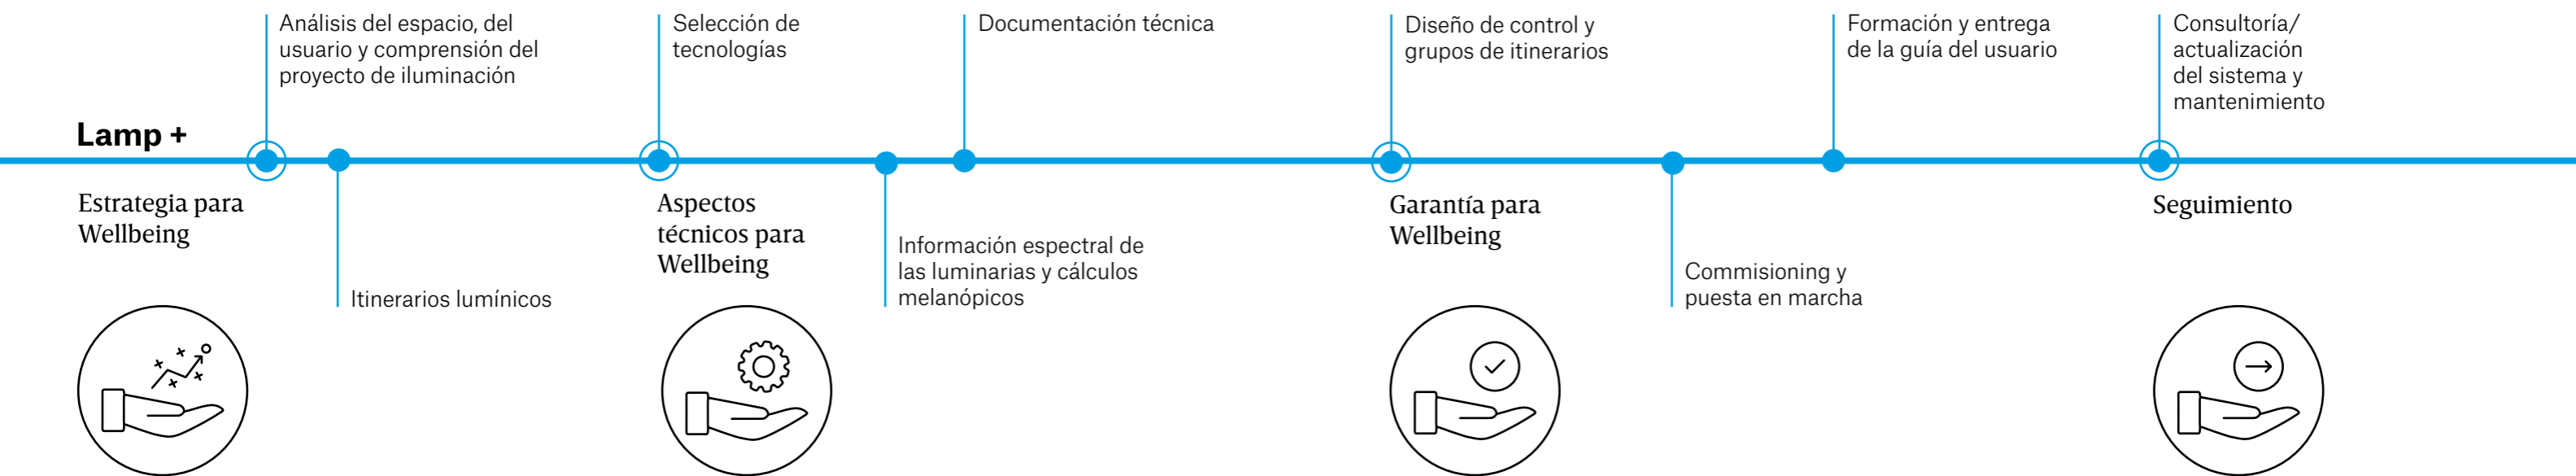 Análisis del espacio, del
usuario y comprensión del
proyecto de iluminación
Selección de
tecnologías
Documentación técnica
Diseño de control y
grupos de itinerarios
Formación y entrega
de la guía del usuario
Consultoría/
actualización
del sistema y
mantenimiento
Lamp +
Estrategia para
Wellbeing
Itinerarios lumínicos
Aspectos
técnicos para
Wellbeing
Información espectral de
las luminarias y cálculos
melanópicos
Garantía para
Wellbeing
Commisioning y
puesta en marcha
Seguimiento